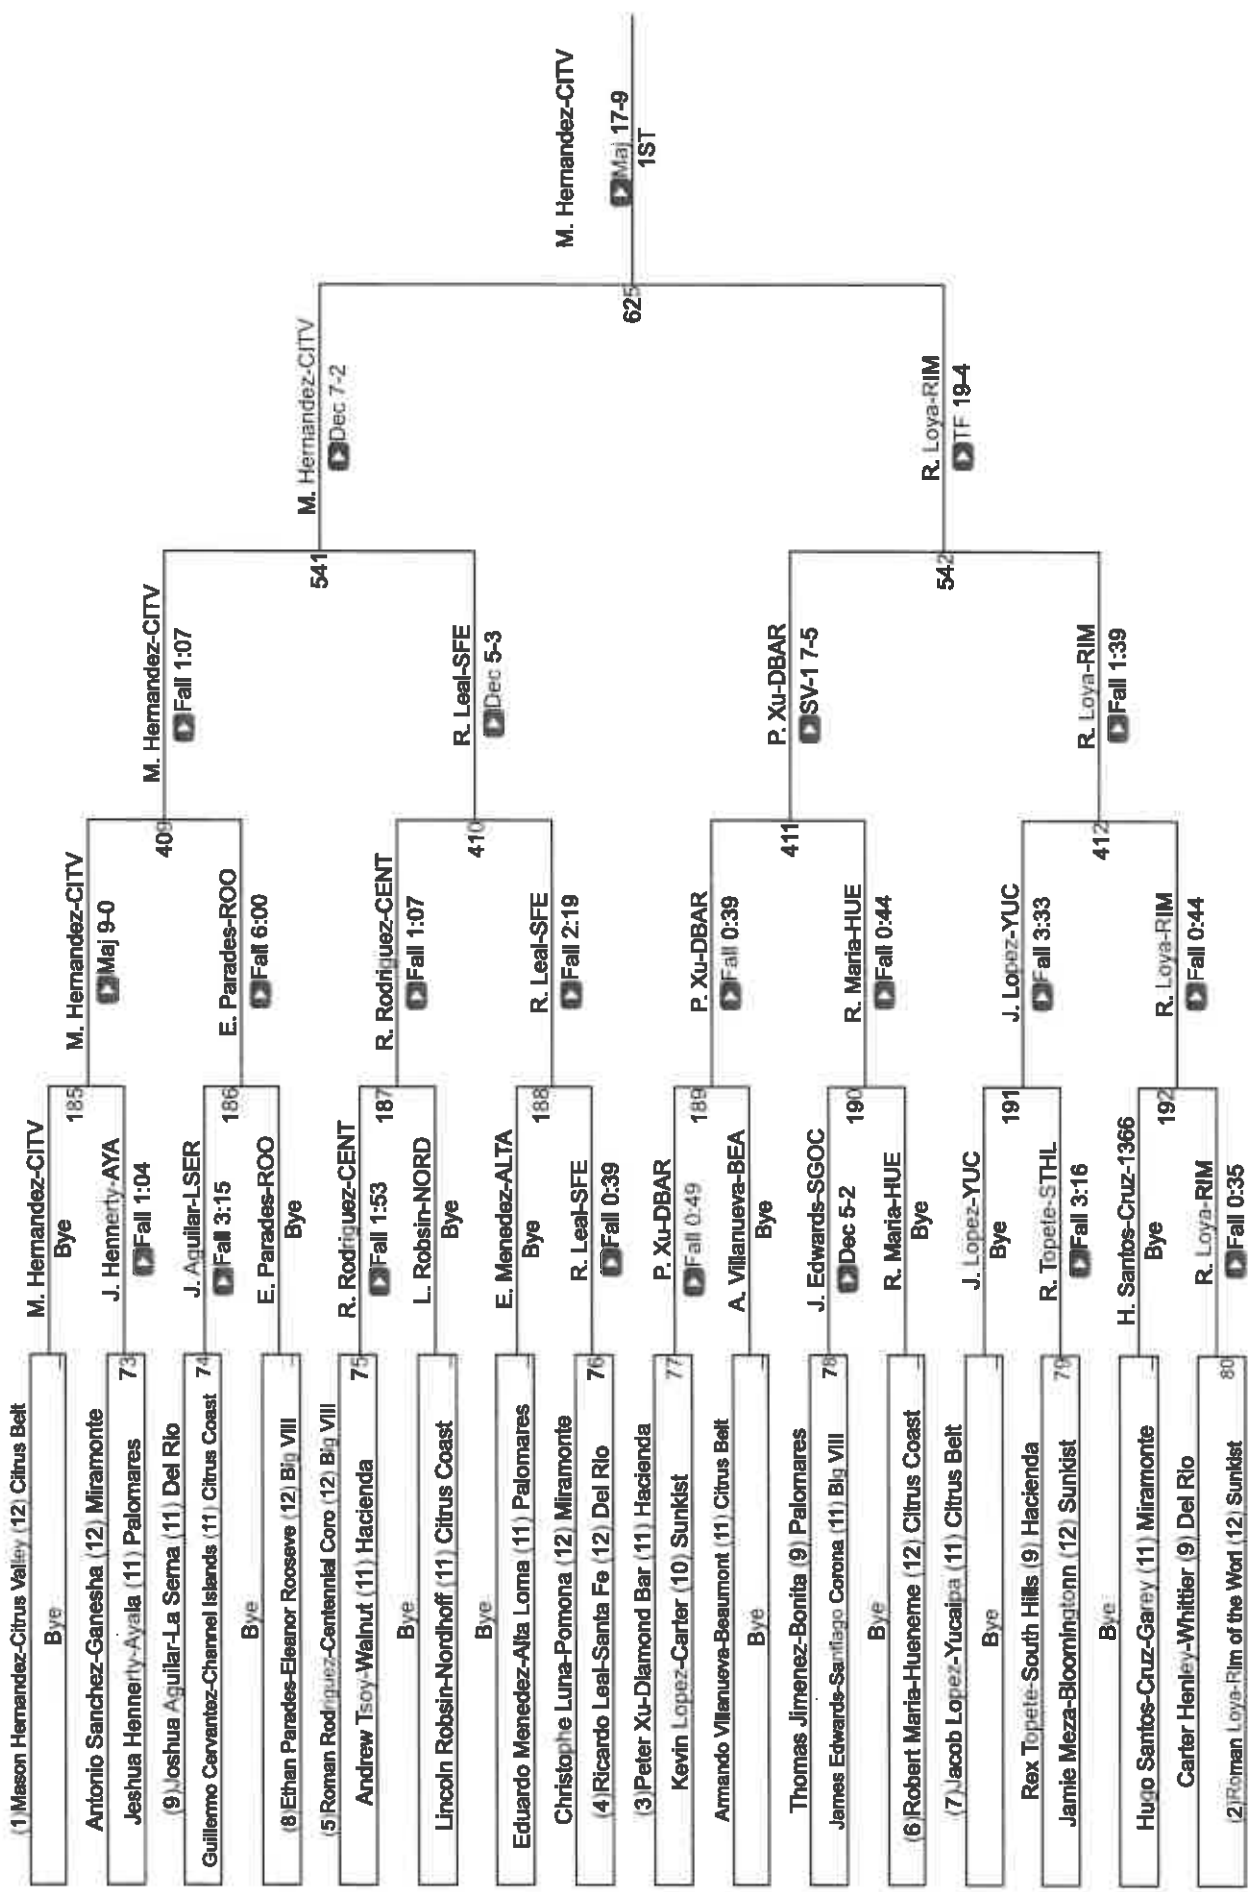 (1)Mason Hernandez-Citrus Valley (12) Citrus Belt
Bye
Antonio Sanchez-Ganesha (12) Miramonte
Jeshua Hennerty-Ayala (11) Palomares
73
(9)Joshua Aguilar-La Serna (11) Del Rio
Guillermo Cervantez-Channel Islands (11) Citrus Coast
74
Bye
(8)Ethan Parades-Eleanor Rooseve (12) Big VIII
(5)Roman Rodriguez-Centennial Coro (12) Big VIII
Andrew Tsoy-Walnut (11) Hacienda
75
Bye
Lincoln Robsin-Nordhoff (11) Citrus Coast
Bye
Eduardo Menedez-Alta Loma (11) Palomares
Christophe Luna-Pomona (12) Miramonte
(4)Ricardo Leal-Santa Fe (12) Del Rio
76
(3)Peter Xu-Diamond Bar (11) Hacienda
Kevin Lopez-Carter (10) Sunkist
77
Armando Villanueva-Beaumont (11) Citrus Belt
Bye
Thomas Jimenez-Bonita (9) Palomares
James Edwards-Santiago Corona (11) Big VIII
78
Bye
(6)Robert Maria-Hueneme (12) Citrus Coast
(7)Jacob Lopez-Yucaipa (11) Citrus Belt
Bye
Rex Topete-South Hills (9) Hacienda
Jamie Meza-Bloomingtonn (12) Sunkist
79
Bye
Hugo Santos-Cruz-Garey (11) Miramonte
Carter Henley-Whittier (9) Del Rio
(2)Roman Loya-Rim of the Worl (12) Sunkist
80
M. Hernandez-CITV
Bye
185
J. Hennerty-AYA
Fall 1:04
J. Aguilar-LSER
Fall 3:15
186
E. Parades-ROO
Bye
R. Rodriguez-CENT
Fall 1:53
187
L. Robsin-NORD
Bye
E. Menedez-ALTA
Bye
188
R. Leal-SFE
Fall 0:39
P. Xu-DBAR
Fall 0:49
189
A. Villanueva-BEA
Bye
J. Edwards-SGOC
Dec 5-2
190
R. Maria-HUE
Bye
J. Lopez-YUC
Bye
191
R. Topete-STHL
Fall 3:16
H. Santos-Cruz-1366
Bye
192
R. Loya-RIM
Fall 0:35
M. Hernandez-CITV
Maj 9-0
409
E. Parades-ROO
Fall 6:00
R. Rodriguez-CENT
Fall 1:07
410
R. Leal-SFE
Fall 2:19
P. Xu-DBAR
Fall 0:39
411
R. Maria-HUE
Fall 0:44
J. Lopez-YUC
Fall 3:33
412
R. Loya-RIM
Fall 0:44
M. Hernandez-CITV
Fall 1:07
541
R. Leal-SFE
Dec 5-3
P. Xu-DBAR
SV-1 7-5
542
R. Loya-RIM
Fall 1:39
M. Hernandez-CITV
Dec 7-2
625
R. Loya-RIM
TF 19-4
M. Hernandez-CITV
Maj 17-9
1ST